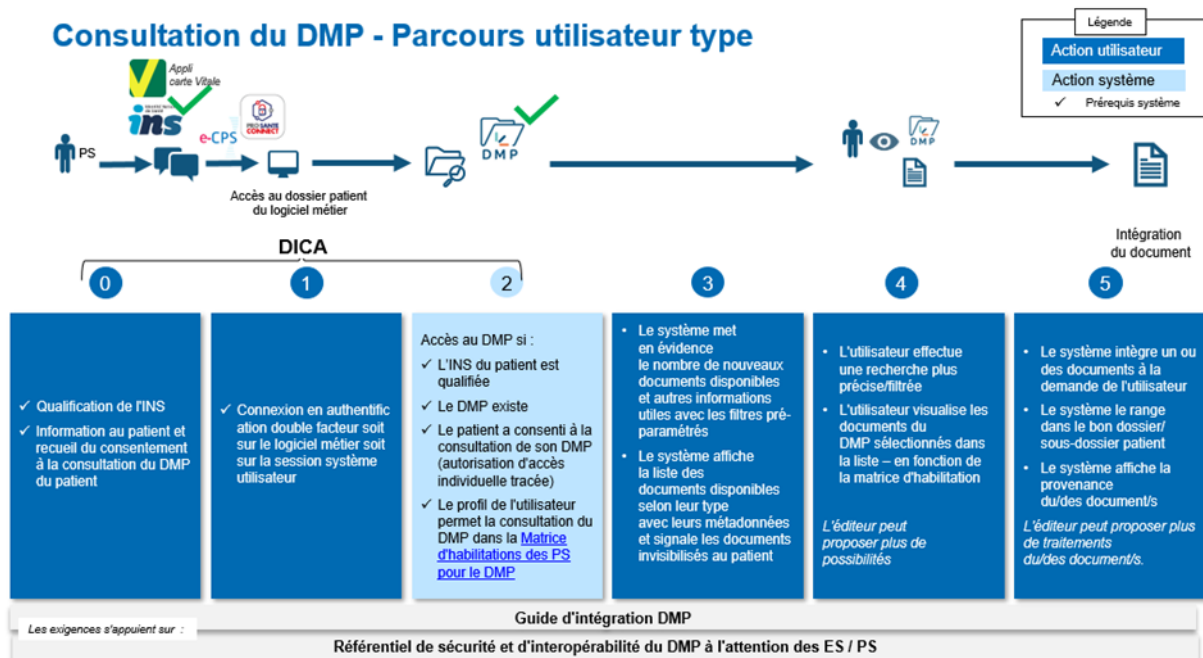 Consultation du DMP - Parcours utilisateur type
Légende
Action utilisateur
Action système
✓ Prérequis système
Appli
carte Vitale
ins
e-CPS
PRO SANTE
CONNECT
DMP
DMP
PS
Accès au dossier patient
du logiciel métier
Intégration
du document
DICA
0
1
2
3
4
5
✓ Qualification de l'INS
✓ Information au patient et
recueil du consentement
à la consultation du DMP
du patient
✓ Connexion en authentific
ation double facteur soit
sur le logiciel métier soit
sur la session système
utilisateur
Accès au DMP si :
✓ L'INS du patient est
qualifiée
✓ Le DMP existe
✓ Le patient a consenti à la
consultation de son DMP
(autorisation d'accès
individuelle tracée)
✓ Le profil de l'utilisateur
permet la consultation du
DMP dans la Matrice
d'habilitations des PS
pour le DMP
• Le système met
en évidence
le nombre de nouveaux
documents disponibles
et autres informations
utiles avec les filtres pré-
paramétrés
• Le système affiche
la liste des
documents disponibles
selon leur type
avec leurs métadonnées
et signale les documents
invisibilisés au patient
• L'utilisateur effectue
une recherche plus
précise/filtrée
• L'utilisateur visualise les
documents du
DMP sélectionnés dans
la liste – en fonction de
la matrice d'habilitation
L'éditeur peut
proposer plus de
possibilités
• Le système intègre un ou
des documents à la
demande de l'utilisateur
• Le système le range
dans le bon dossier/
sous-dossier patient
• Le système affiche la
provenance
du/des document/s
L'éditeur peut proposer plus
de traitements
du/des document/s.
Guide d'intégration DMP
Les exigences s'appuient sur :
Référentiel de sécurité et d'interopérabilité du DMP à l'attention des ES / PS